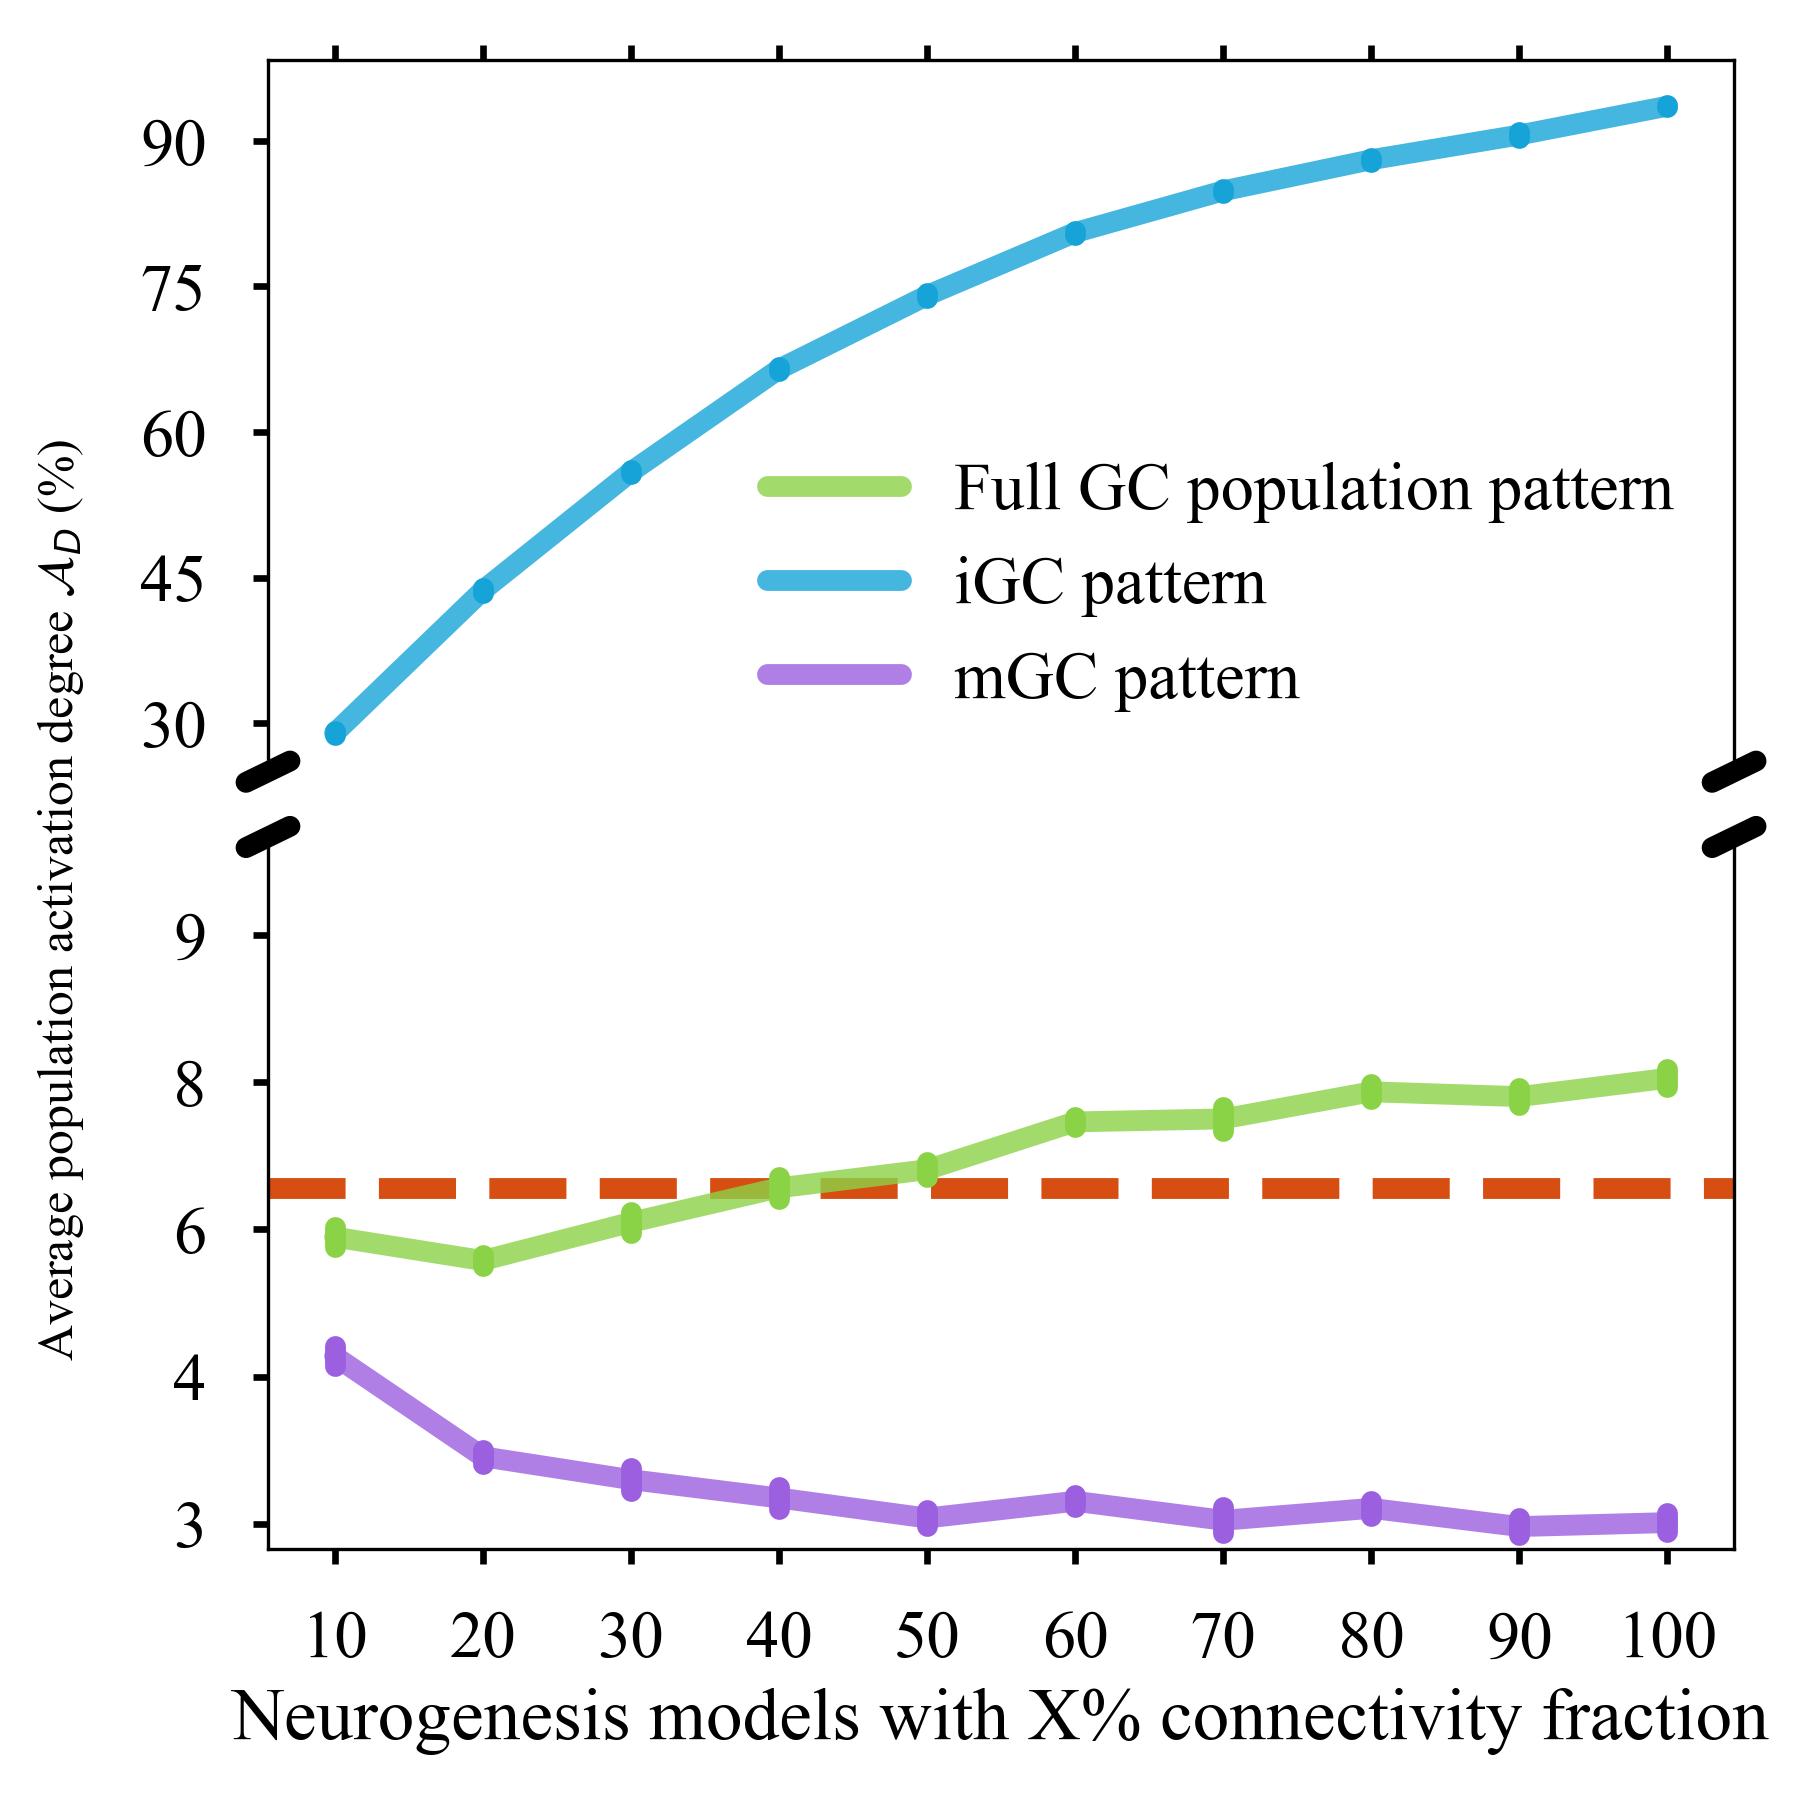 Average population activation degree 𝒜D (%)
90
75
60
45
30
9
8
6
4
3
Full GC population pattern
iGC pattern
mGC pattern
10 20 30 40 50 60 70 80 90 100
Neurogenesis models with X% connectivity fraction